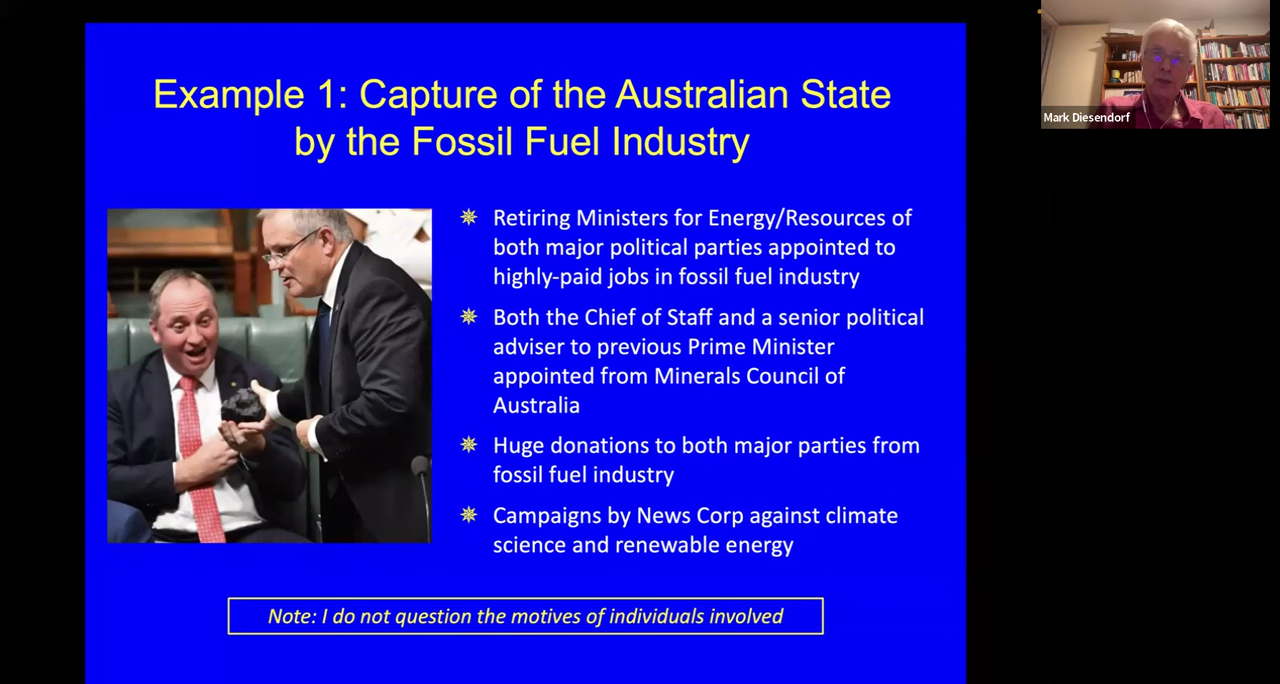 Example 1: Capture of the Australian State
by the Fossil Fuel Industry
Retiring Ministers for Energy/Resources of
both major political parties appointed to
highly-paid jobs in fossil fuel industry
Both the Chief of Staff and a senior political
adviser to previous Prime Minister
appointed from Minerals Council of
Australia
Huge donations to both major parties from
fossil fuel industry
Campaigns by News Corp against climate
science and renewable energy
Note: I do not question the motives of individuals involved
Mark Diesendorf